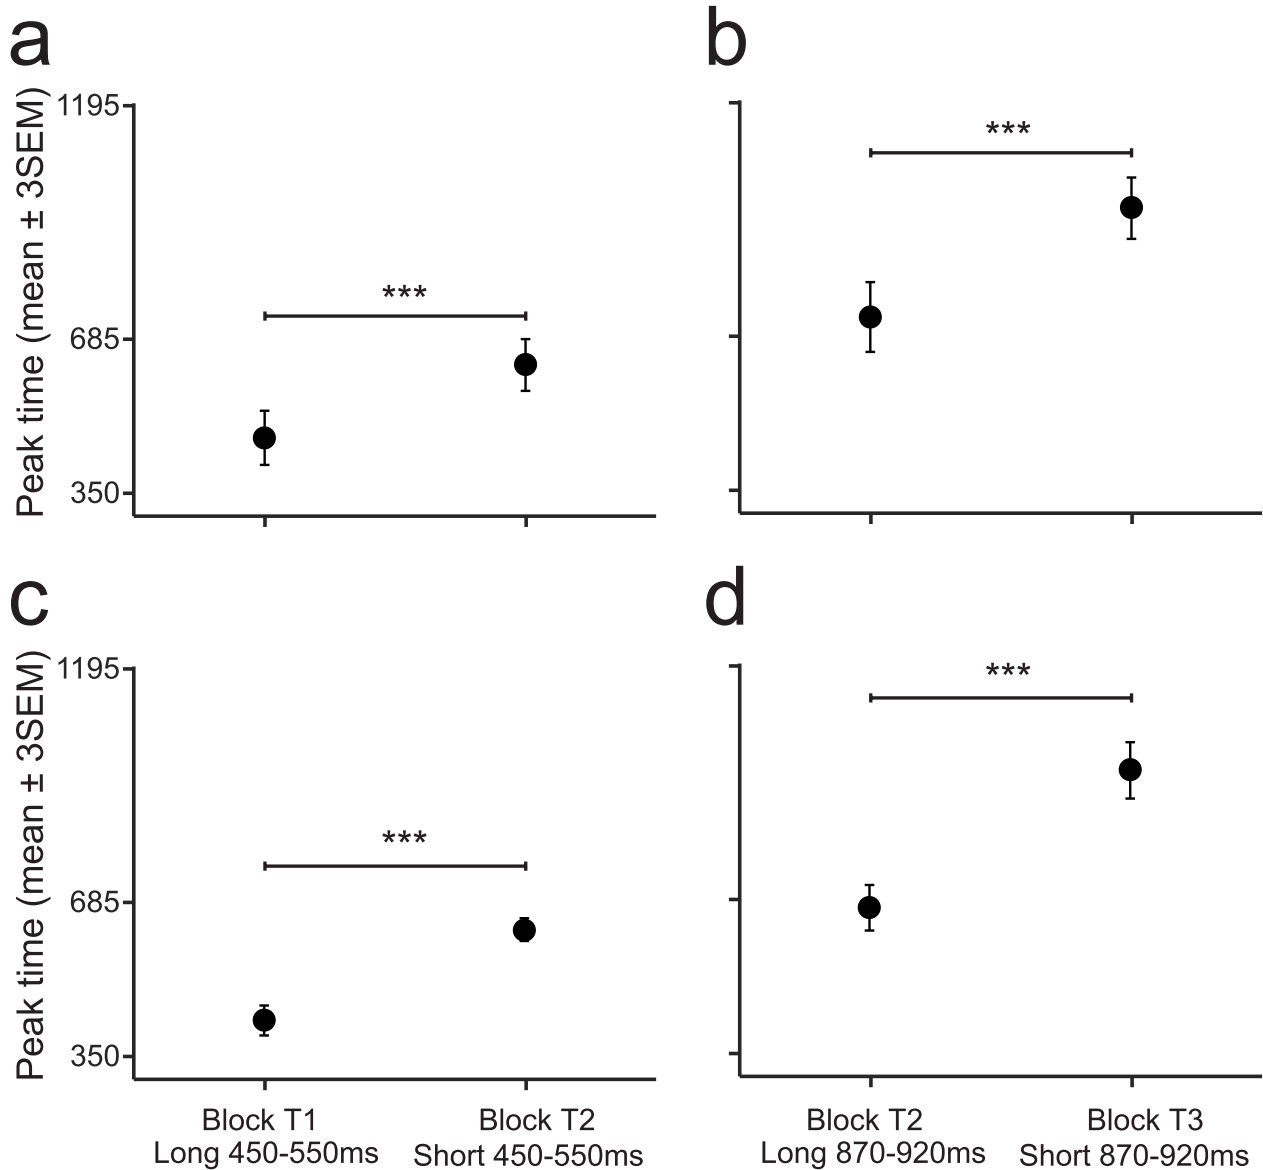 a
b
Peak time (mean ± 3SEM)
1195
685
350
***
***
c
d
Peak time (mean ± 3SEM)
1195
685
350
***
***
Block T1
Long 450-550ms
Block T2
Short 450-550ms
Block T2
Long 870-920ms
Block T3
Short 870-920ms